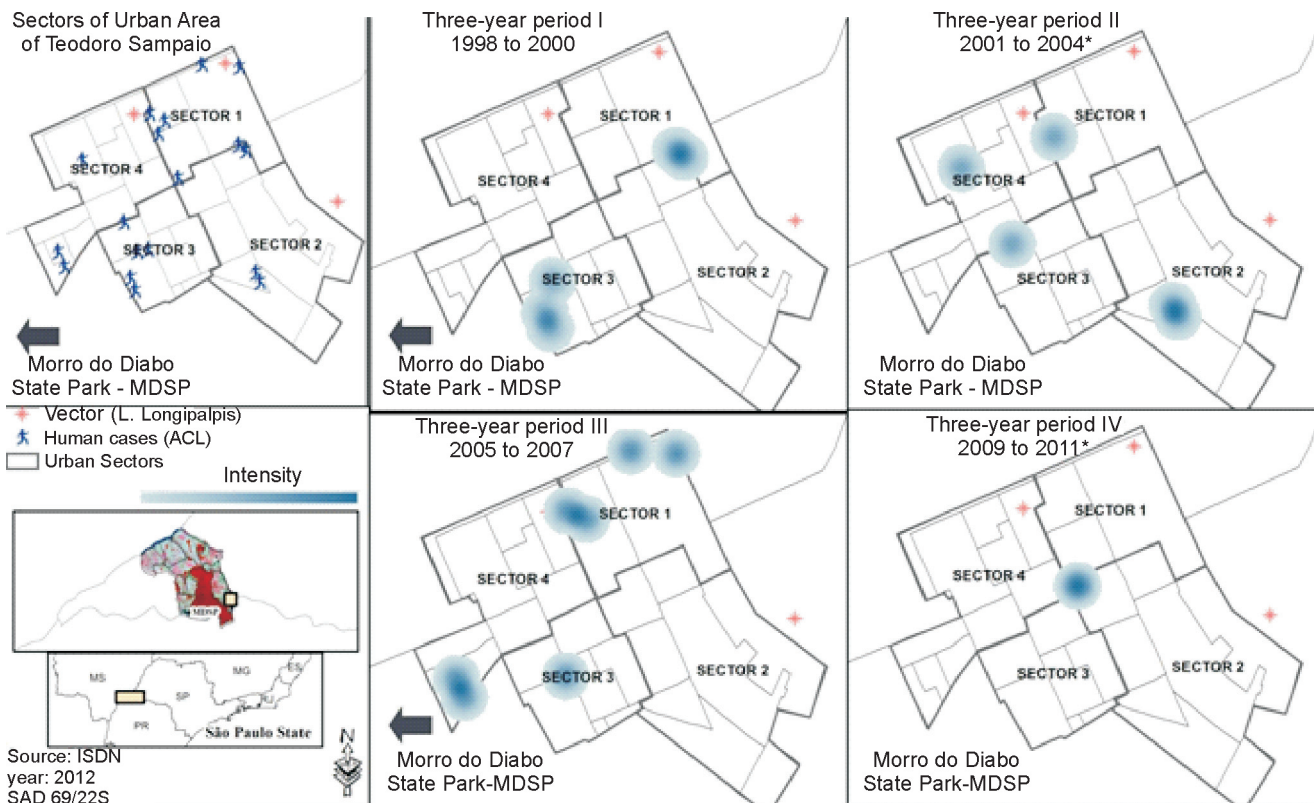 Sectors of Urban Area
of Teodoro Sampaio
SECTOR 1
SECTOR 4
SECTOR 3
SECTOR 2
Morro do Diabo
State Park - MDSP
Three-year period I
1998 to 2000
SECTOR 1
SECTOR 4
SECTOR 3
SECTOR 2
Morro do Diabo
State Park - MDSP
Three-year period II
2001 to 2004*
SECTOR 1
SECTOR 4
SECTOR 3
SECTOR 2
Morro do Diabo
State Park - MDSP
Vector (L. Longipalpis)
Human cases (ACL)
Urban Sectors
Intensity
MDSP
MS
MG
ES
SP
RJ
PR
São Paulo State
N
Source: ISDN
year: 2012
SAD 69/22S
Three-year period III
2005 to 2007
SECTOR 1
SECTOR 4
SECTOR 3
SECTOR 2
Morro do Diabo
State Park-MDSP
Three-year period IV
2009 to 2011*
SECTOR 1
SECTOR 4
SECTOR 3
SECTOR 2
Morro do Diabo
State Park-MDSP